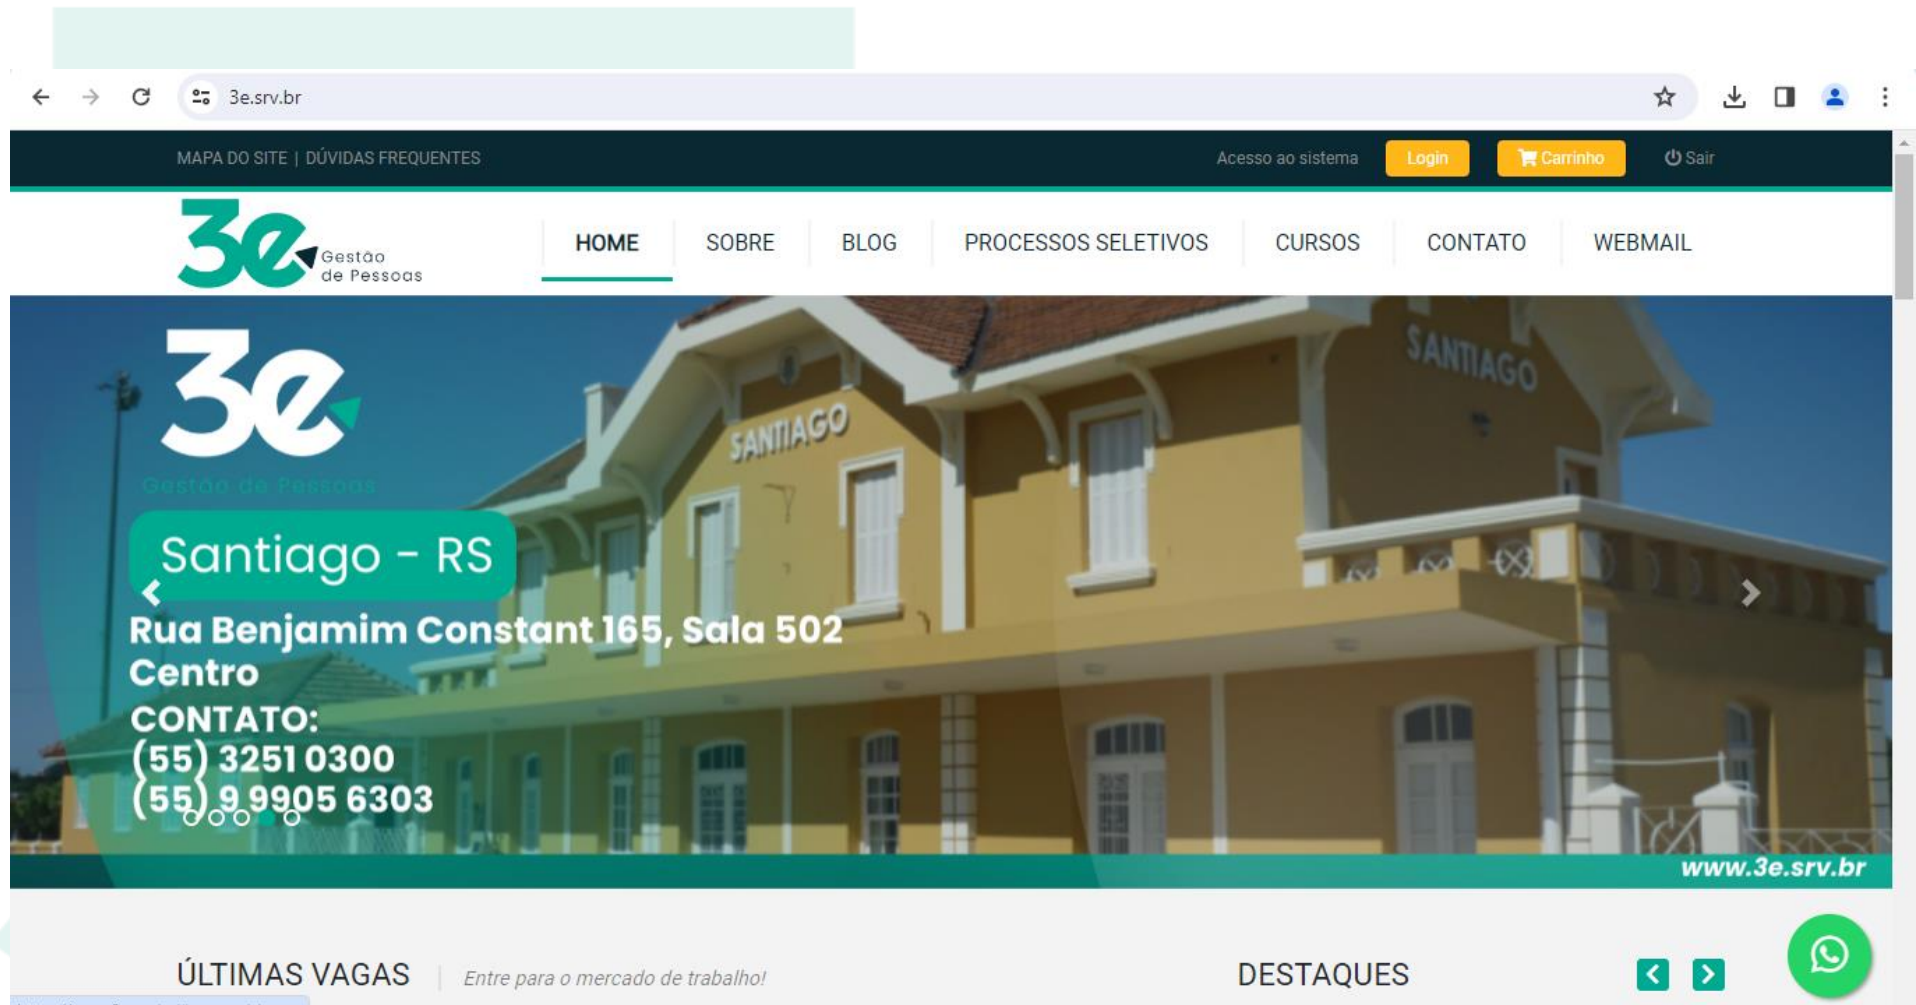 3e.srv.br
MAPA DO SITE | DÚVIDAS FREQUENTES
Acesso ao sistema
Login
Carrinho
Sair
3e
Gestão
de Pessoas
HOME
SOBRE
BLOG
PROCESSOS SELETIVOS
CURSOS
CONTATO
WEBMAIL
3e
Gestão de Pessoas
SANTIAGO
SANTIAGO
Santiago - RS
Rua Benjamim Constant 165, Sala 502
Centro
CONTATO:
(55) 3251 0300
(55) 9 9905 6303
www.3e.srv.br
ÚLTIMAS VAGAS
Entre para o mercado de trabalho!
DESTAQUES